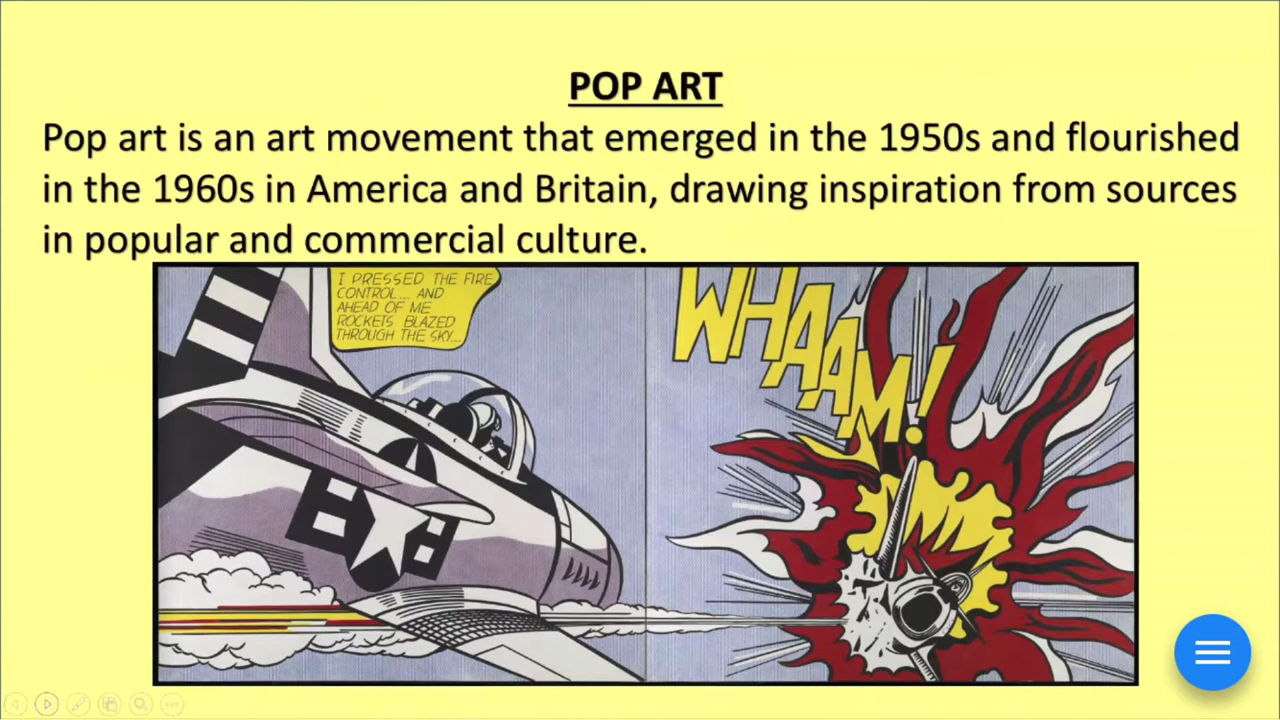 POP ART
Pop art is an art movement that emerged in the 1950s and flourished
in the 1960s in America and Britain, drawing inspiration from sources
in popular and commercial culture.
I PRESSED THE FIRE
CONTROL... AND
AHEAD OF ME
ROCKETS BLAZED
THROUGH THE SKY...
WHAAM!